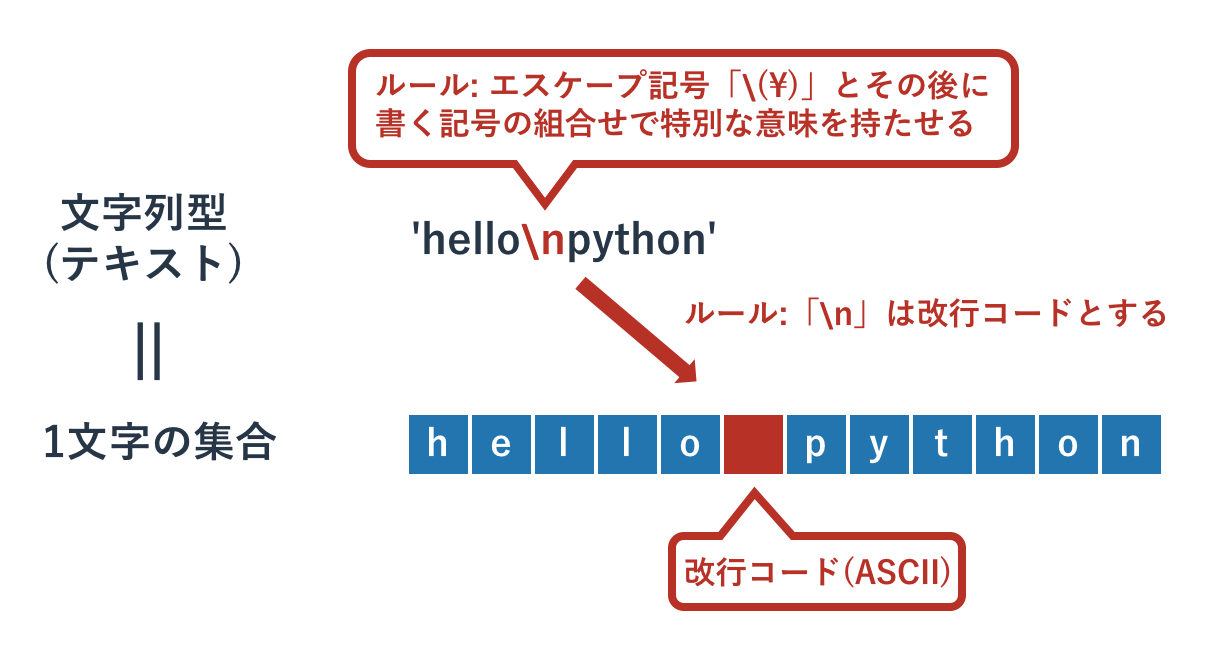 ルール: エスケープ記号「\(¥)」とその後に
書く記号の組合せで特別な意味を持たせる
文字列型
(テキスト)
'hello\npython'
ルール:「\n」は改行コードとする
||
1文字の集合
h e l l o p y t h o n
改行コード(ASCII)